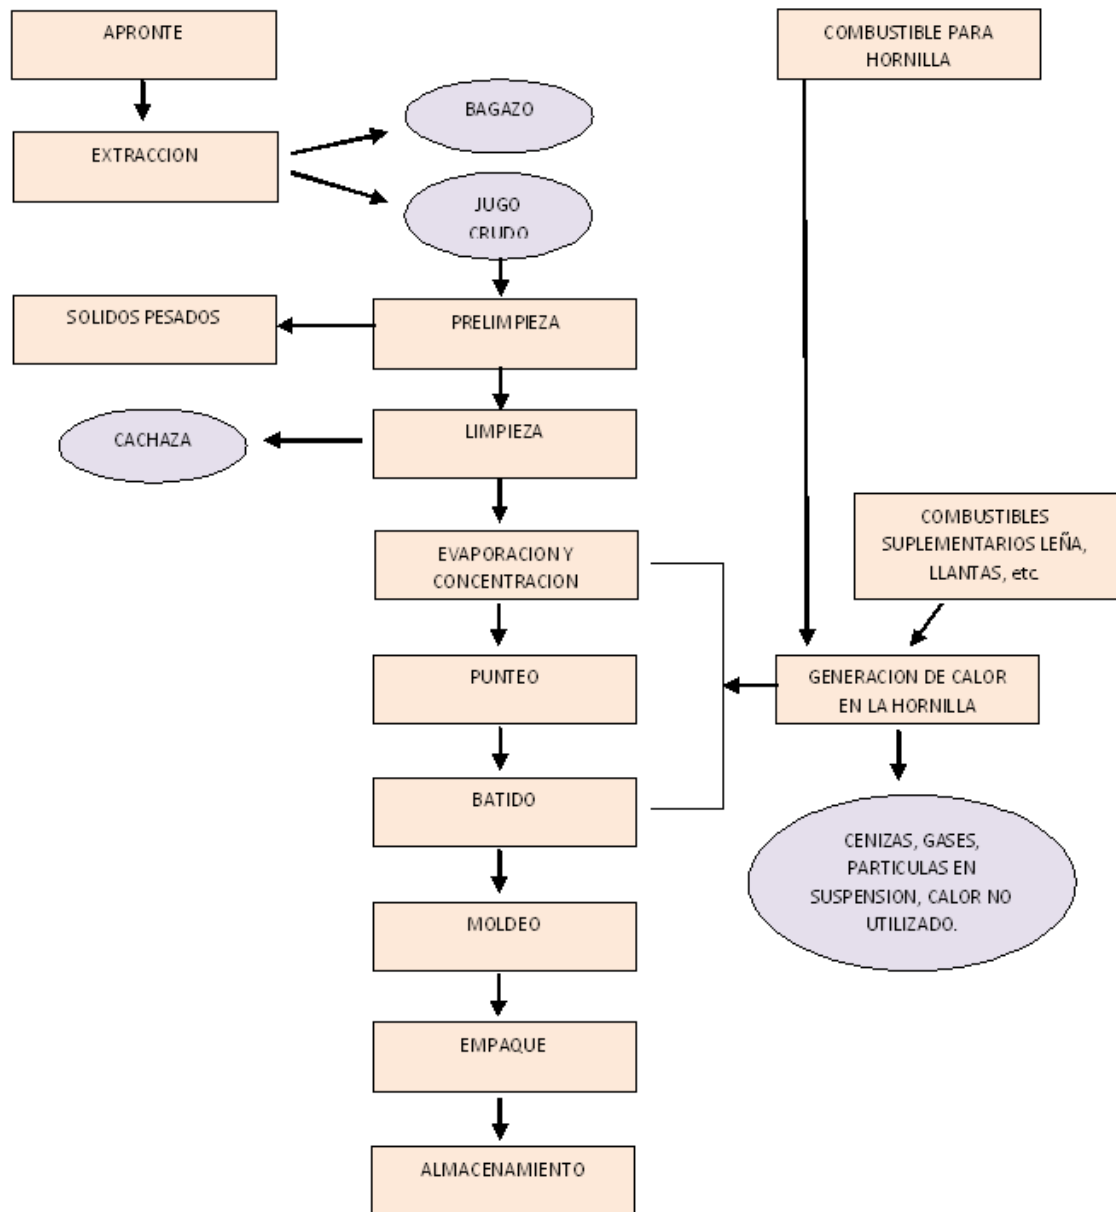 APRONTE
COMBUSTIBLE PARA
HORNILLA
BAGAZO
EXTRACCION
JUGO
CRUDO
SOLIDOS PESADOS
PRELIMPIEZA
CACHAZA
LIMPIEZA
COMBUSTIBLES
SUPLEMENTARIOS LEÑA,
LLANTAS, etc.
EVAPORACION Y
CONCENTRACION
PUNTEO
GENERACION DE CALOR
EN LA HORNILLA
BATIDO
CENIZAS, GASES,
PARTICULAS EN
SUSPENSION, CALOR NO
UTILIZADO.
MOLDEO
EMPAQUE
ALMACENAMIENTO